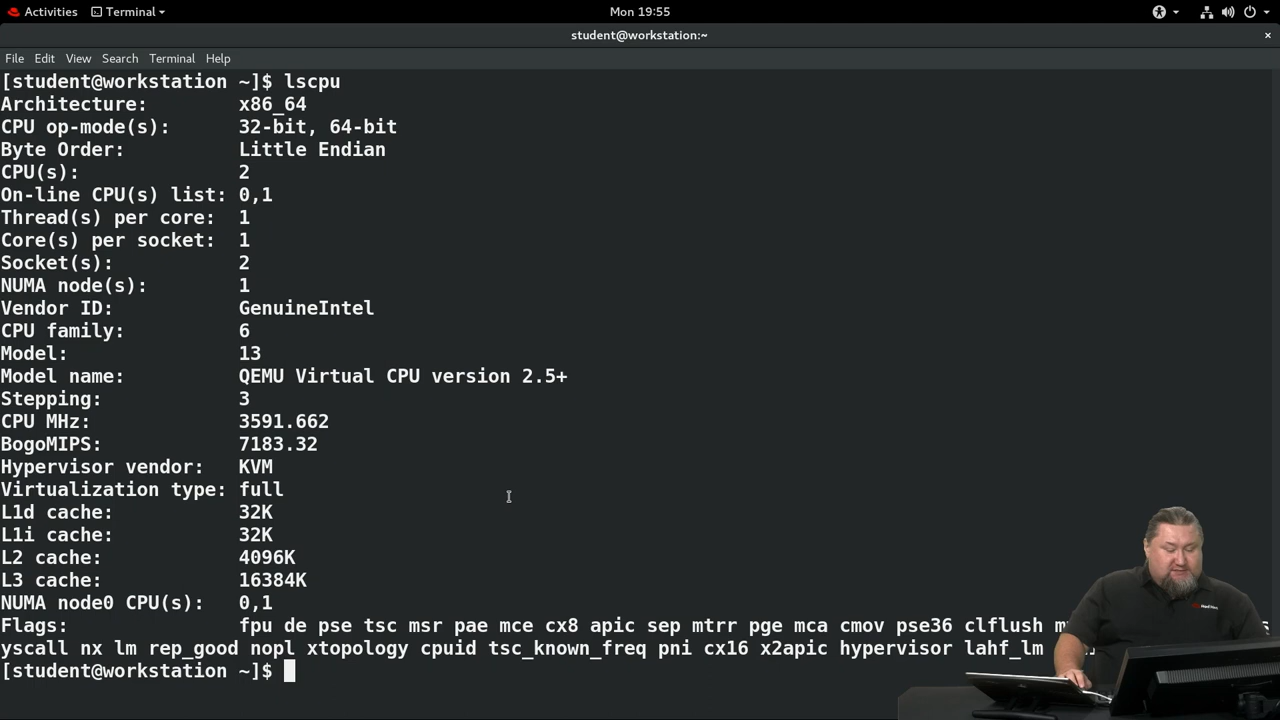 Activities Terminal Mon 19:55
student@workstation:~ ×
File Edit View Search Terminal Help
[student@workstation ~]$ lscpu
Architecture: x86_64
CPU op-mode(s): 32-bit, 64-bit
Byte Order: Little Endian
CPU(s): 2
On-line CPU(s) list: 0,1
Thread(s) per core: 1
Core(s) per socket: 1
Socket(s): 2
NUMA node(s): 1
Vendor ID: GenuineIntel
CPU family: 6
Model: 13
Model name: QEMU Virtual CPU version 2.5+
Stepping: 3
CPU MHz: 3591.662
BogoMIPS: 7183.32
Hypervisor vendor: KVM
Virtualization type: full
L1d cache: 32K
L1i cache: 32K
L2 cache: 4096K
L3 cache: 16384K
NUMA node0 CPU(s): 0,1
Flags: fpu de pse tsc msr pae mce cx8 apic sep mtrr pge mca cmov pse36 clflush
yscall nx lm rep_good nopl xtopology cpuid tsc_known_freq pni cx16 x2apic hypervisor lahf_lm
[student@workstation ~]$